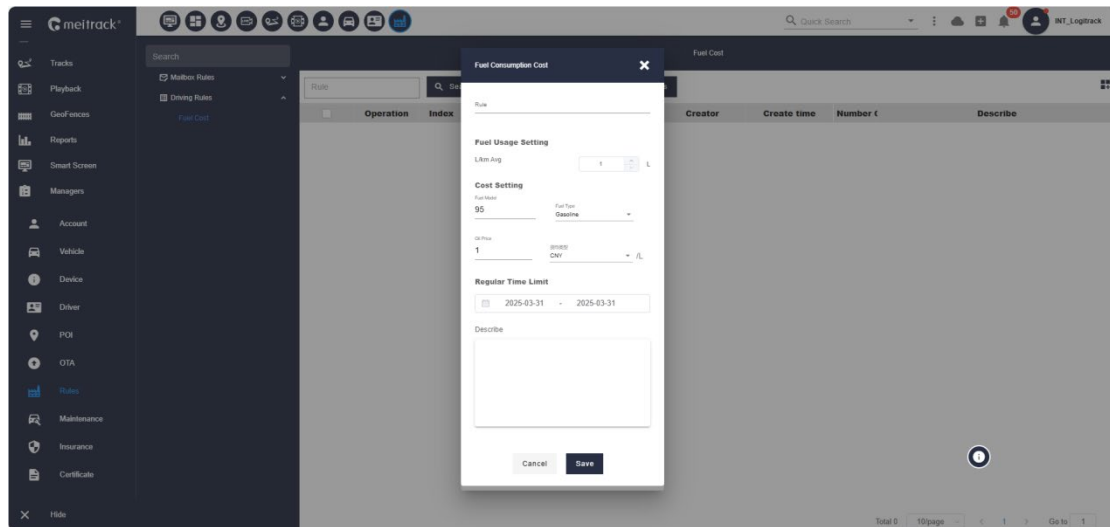 meitrack
Quick Search
50
INT_Logitrack
Tracks
Playback
GeoFences
Reports
Smart Screen
Managers
Account
Vehicle
Device
Driver
POI
OTA
Rules
Maintenance
Insurance
Certificate
Hide
Search
Mailbox Rules
Driving Rules
Fuel Cost
Fuel Cost
Rule
Se
s
Operation Index Creator Create time Number ( Describe
Fuel Consumption Cost
Rule
Fuel Usage Setting
L/km Avg 1 L
Cost Setting
Fuel Model
95
Fuel Type
Gasoline
Oil Price
1
CNY /L
Regular Time Limit
2025-03-31 - 2025-03-31
Describe
Cancel Save
Total 0 10/page 1 Go to 1